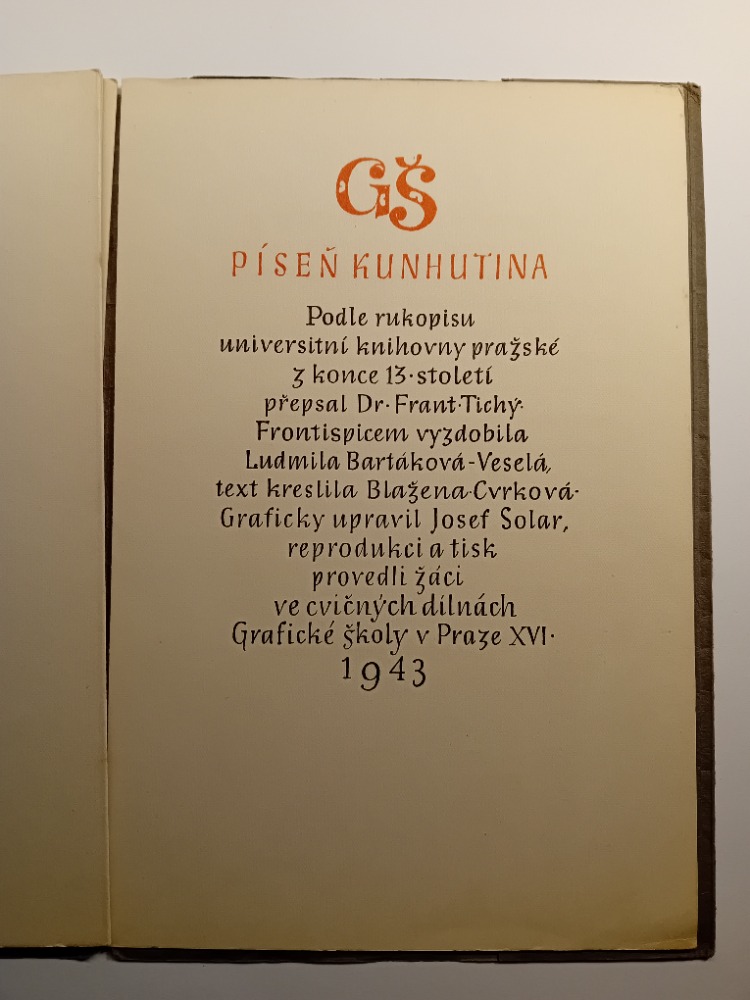 GŠ
PÍSEŇ KUNHUTINA
Podle rukopisu
universitní knihovny pražské
z konce 13. století
přepsal Dr. Frant. Tichý.
Frontispicem vyzdobila
Ludmila Bartáková-Veselá,
text kreslila Blažena Cvrková.
Graficky upravil Josef Solar,
reprodukci a tisk
provedli žáci
ve cvičných dílnách
Grafické školy v Praze XVI.
1943